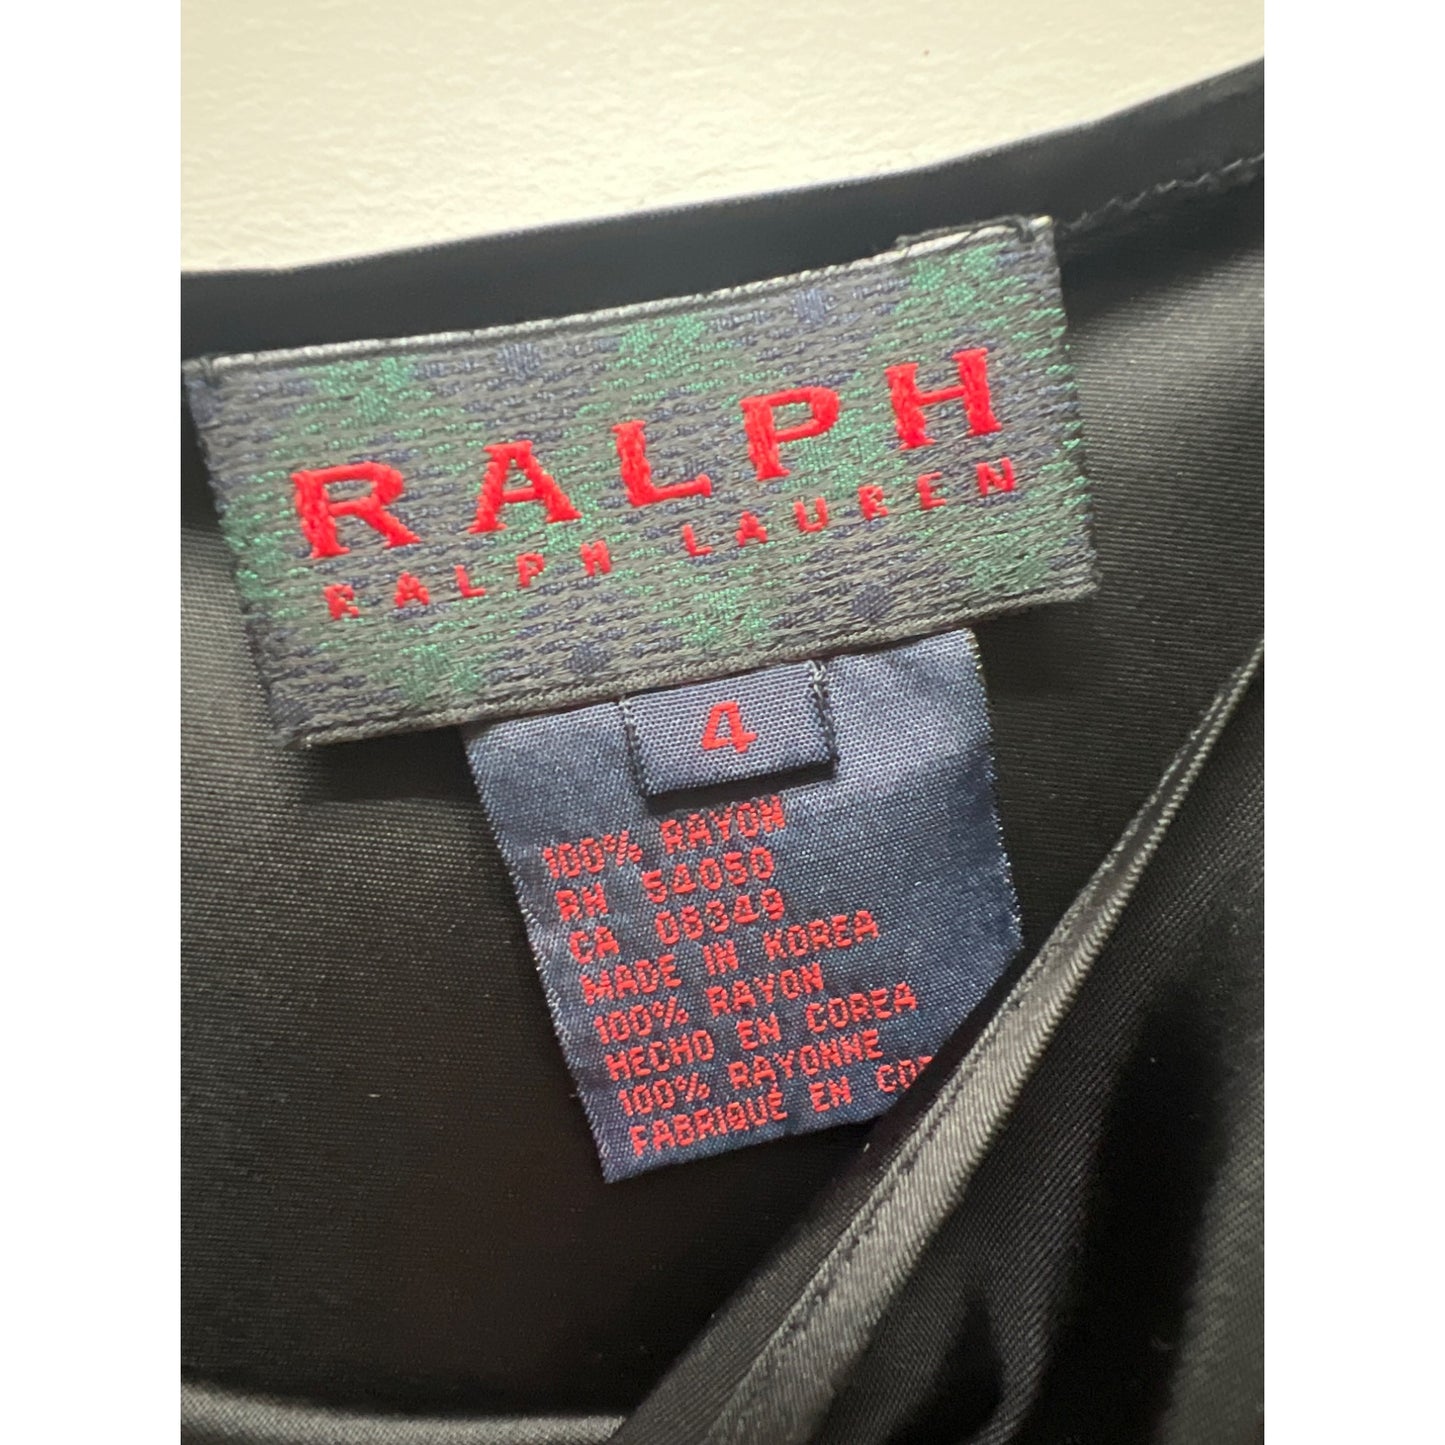 RALPH
RALPH LAUREN
4
100% RAYON
RN 54050
CA 08349
MADE IN KOREA
100% RAYON
HECHO EN COREA
100% RAYONNE
FABRIQUÉ EN